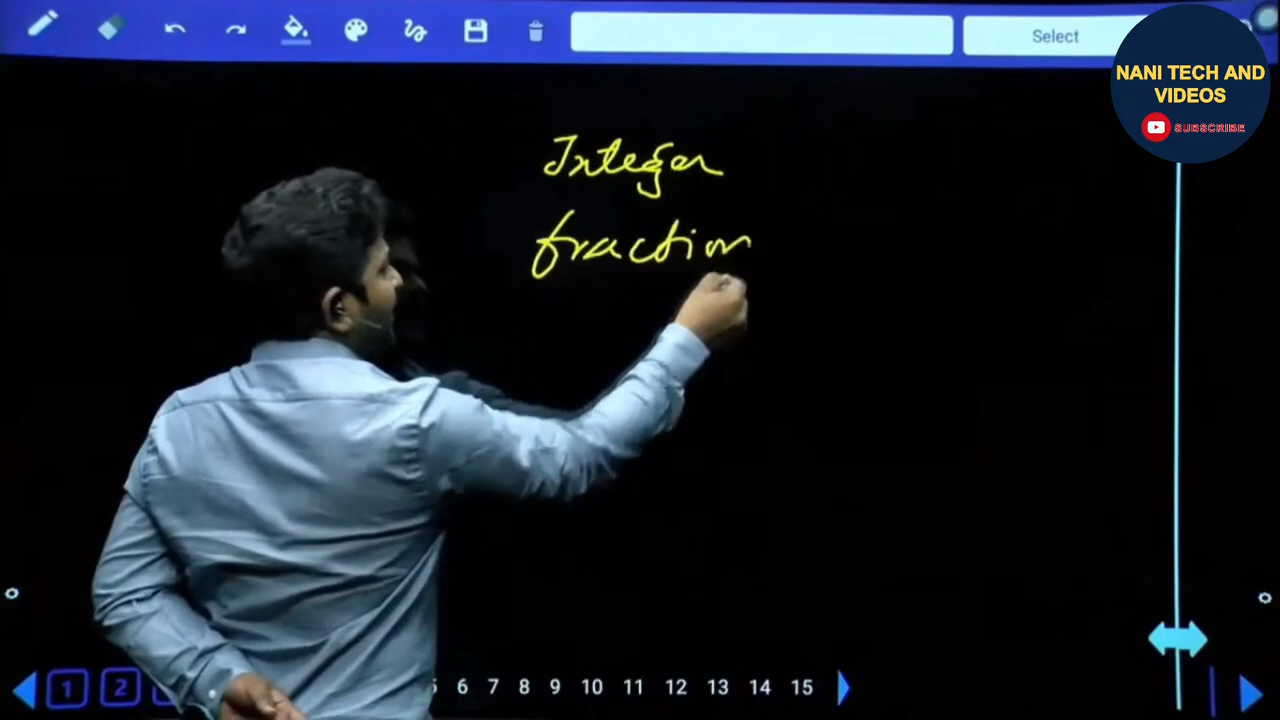 Select
NANI TECH AND
VIDEOS
SUBSCRIBE
Integer
fraction
1 2 5 6 7 8 9 10 11 12 13 14 15